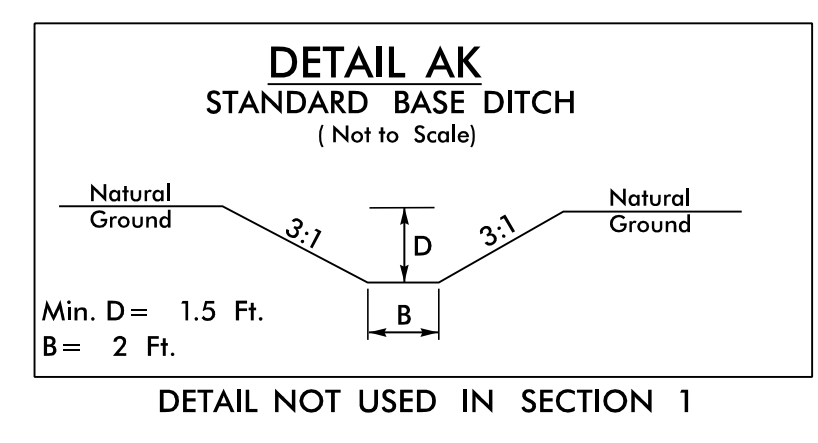 DETAIL AK
STANDARD BASE DITCH
( Not to Scale)
Natural
Ground
3:1
D
3:1
Natural
Ground
B
Min. D= 1.5 Ft.
B= 2 Ft.
DETAIL NOT USED IN SECTION 1